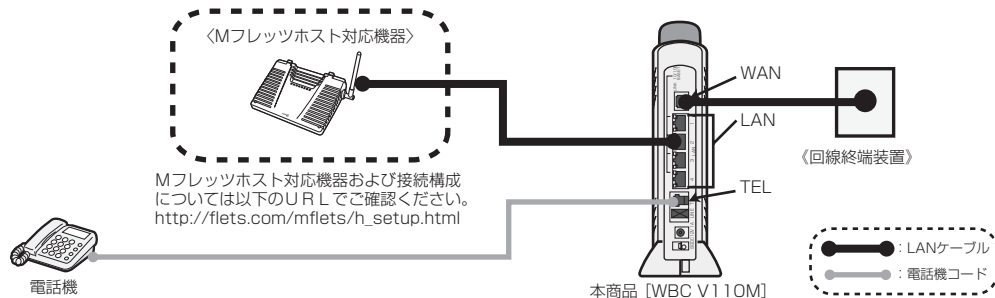 〈Mフレッツホスト対応機器〉
WAN
LAN
《回線終端装置》
Mフレッツホスト対応機器および接続構成
については以下のＵＲＬでご確認ください。
http://flets.com/mflets/h_setup.html
TEL
電話機
本商品［WBC V110M］
：LANケーブル
：電話機コード